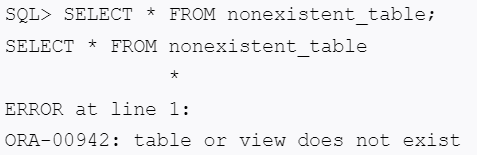 SQL> SELECT * FROM nonexistent_table;
SELECT * FROM nonexistent_table
              *
ERROR at line 1:
ORA-00942: table or view does not exist